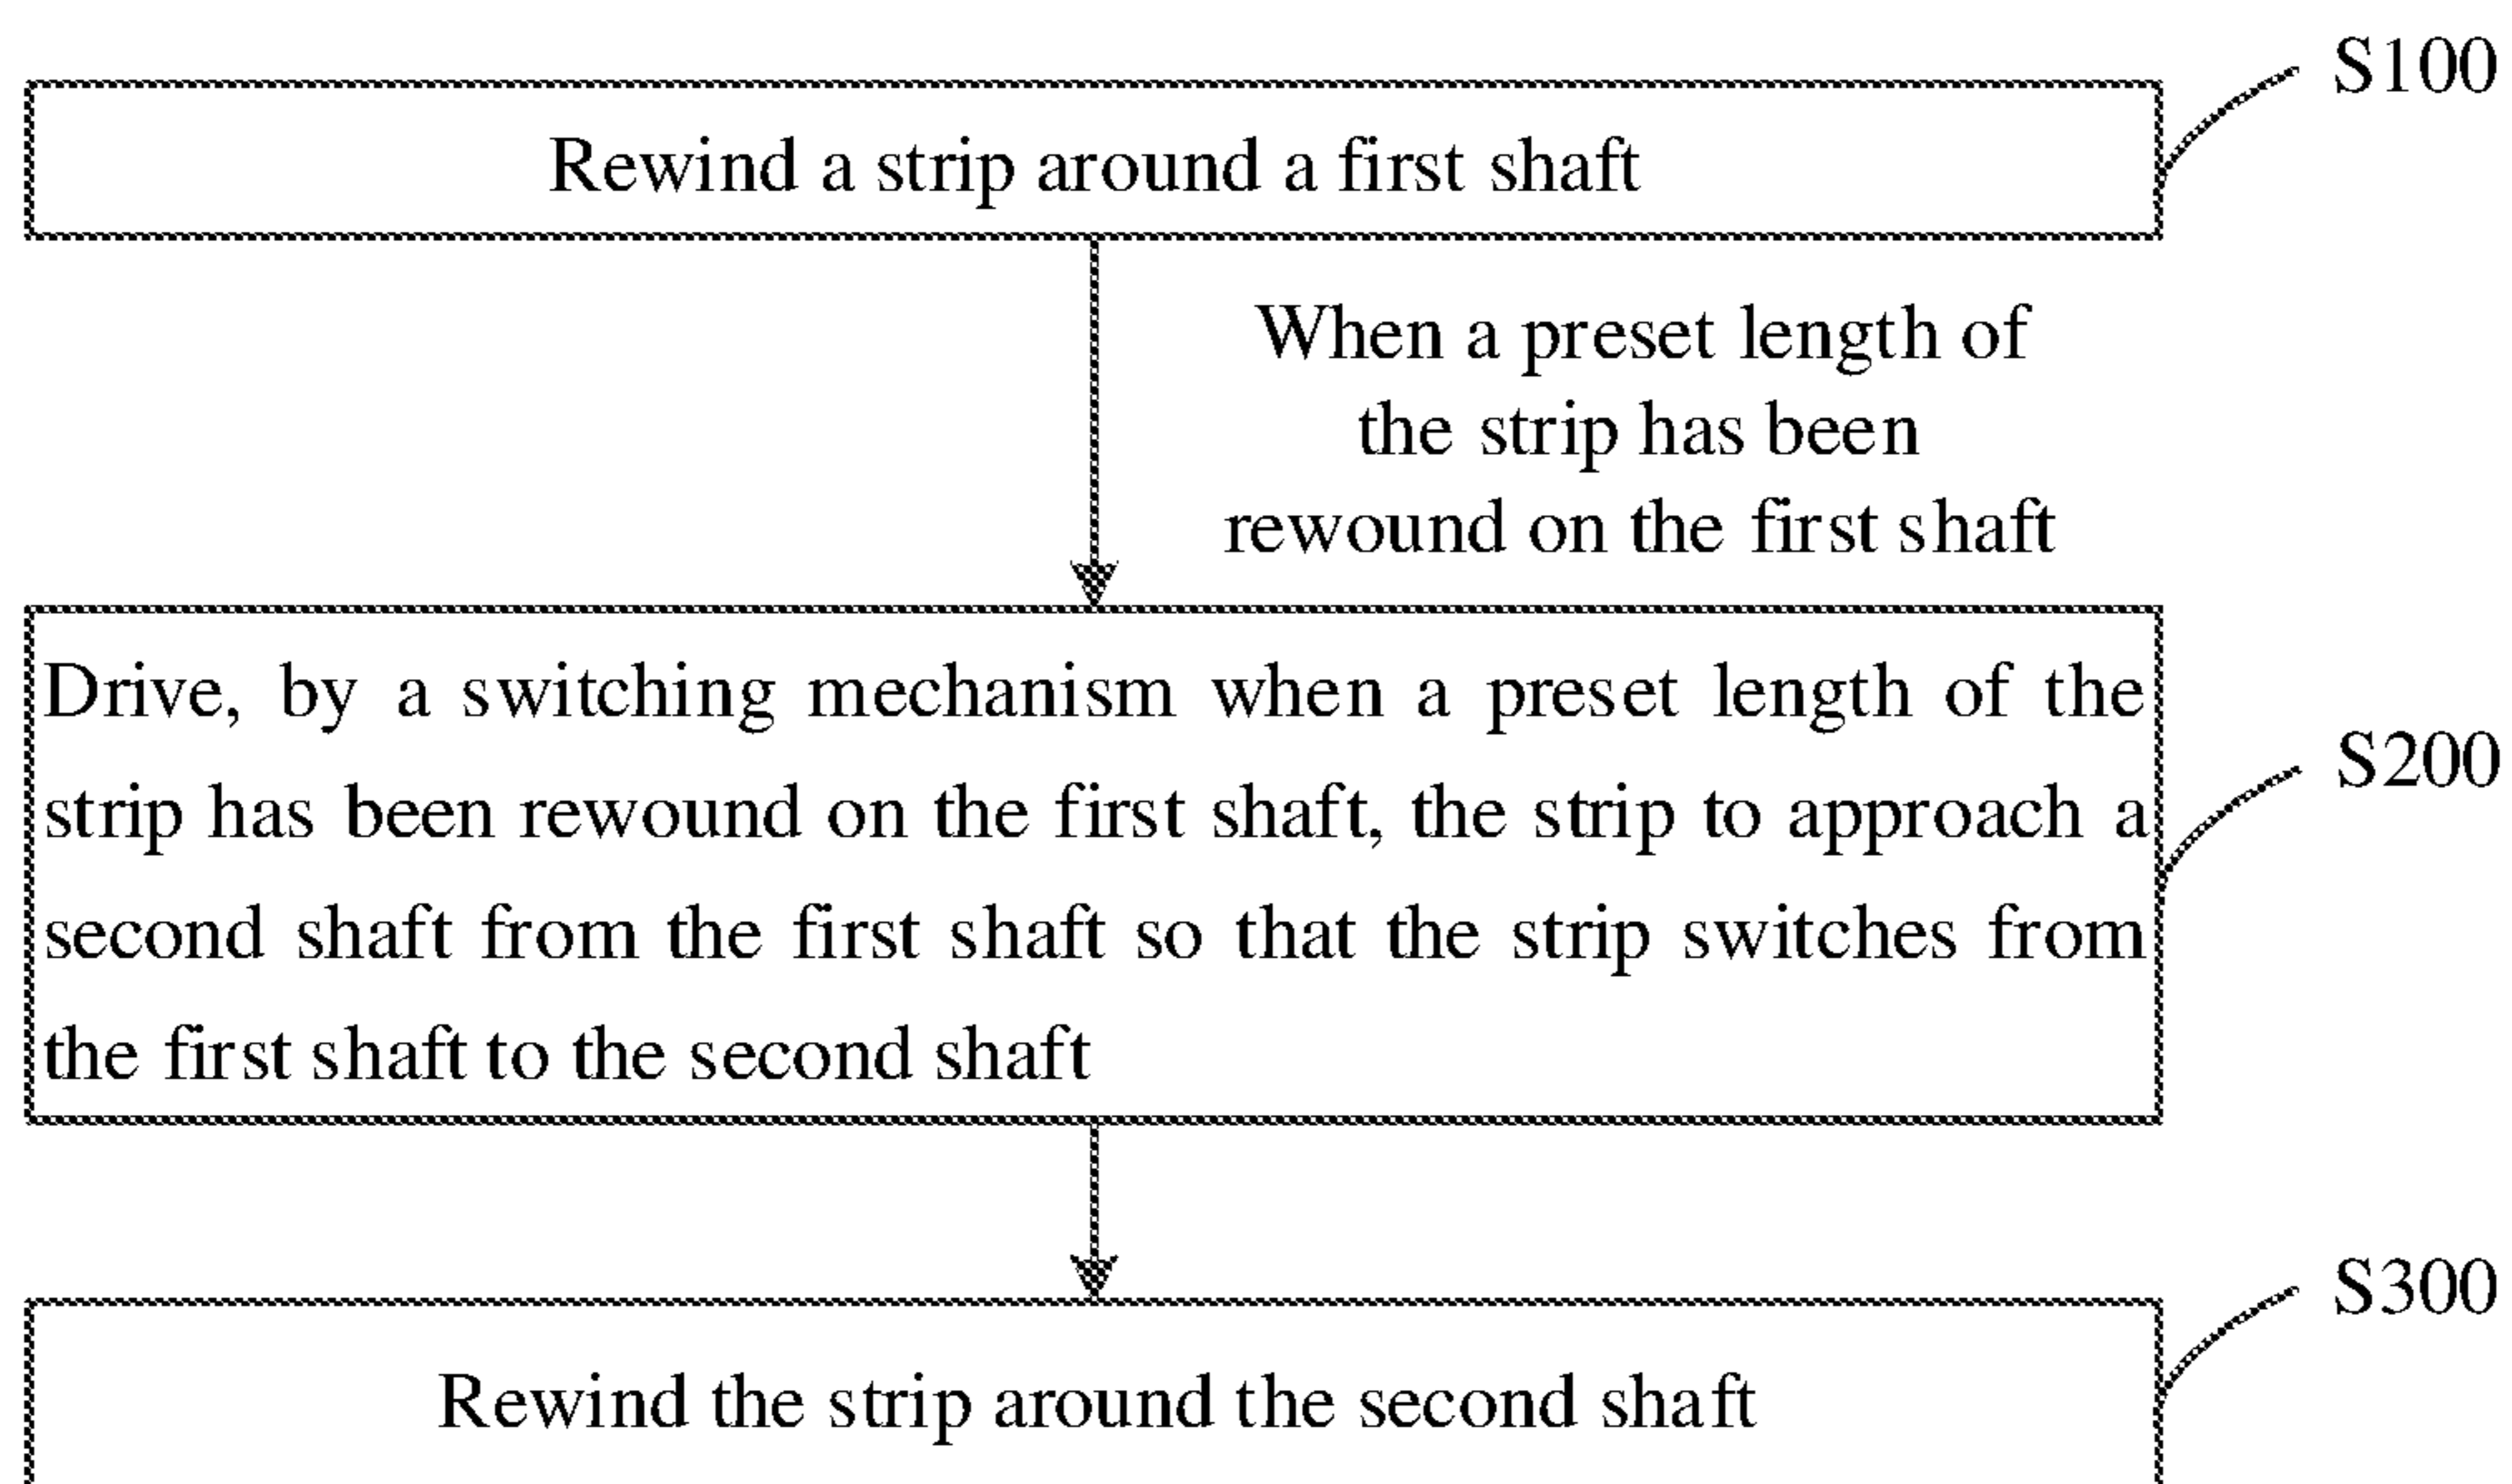 S100
Rewind a strip around a first shaft
When a preset length of
the strip has been
rewound on the first shaft
Drive, by a switching mechanism when a preset length of the
strip has been rewound on the first shaft, the strip to approach a
second shaft from the first shaft so that the strip switches from
the first shaft to the second shaft
S200
S300
Rewind the strip around the second shaft